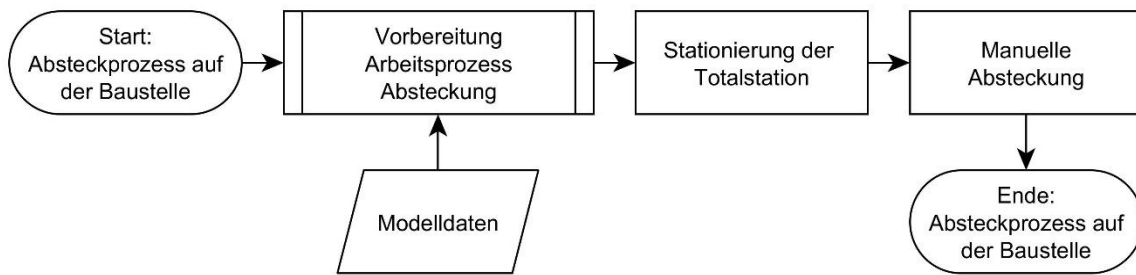 Start:
Absteckprozess auf
der Baustelle
Vorbereitung
Arbeitsprozess
Absteckung
Stationierung der
Totalstation
Manuelle
Absteckung
Modelldaten
Ende:
Absteckprozess auf
der Baustelle